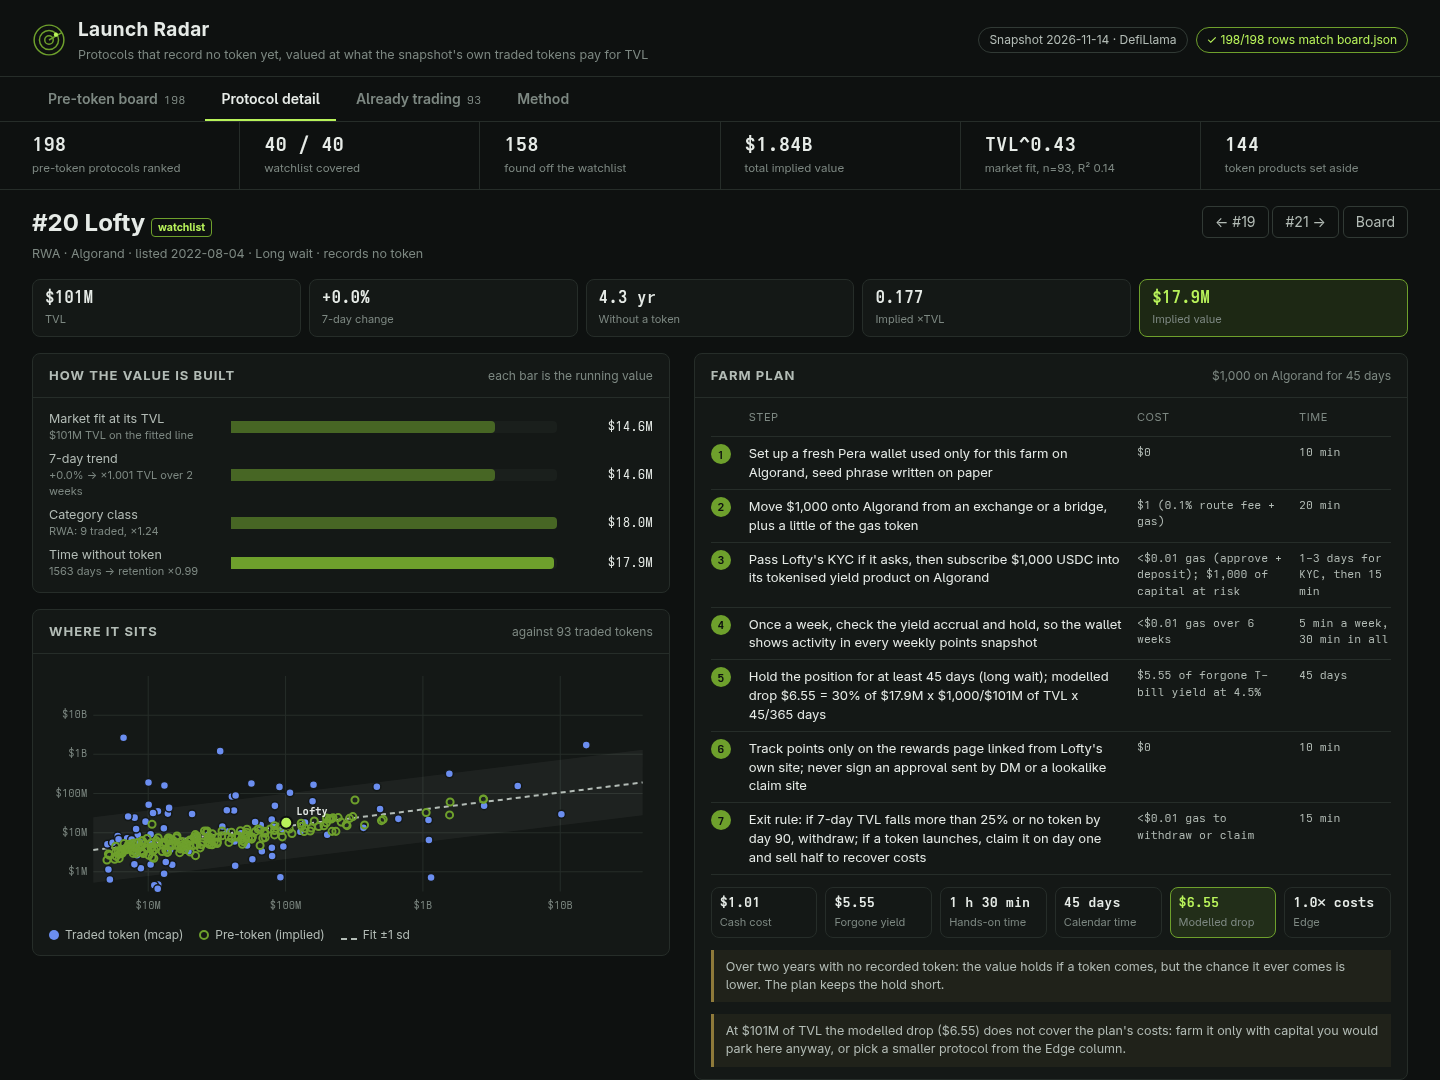 Launch Radar
Protocols that record no token yet, valued at what the snapshot's own traded tokens pay for TVL
Snapshot 2026-11-14 · DefiLlama
✓ 198/198 rows match board.json
Pre-token board 198
Protocol detail
Already trading 93
Method
198
pre-token protocols ranked
40 / 40
watchlist covered
158
found off the watchlist
$1.84B
total implied value
TVL^0.43
market fit, n=93, R² 0.14
144
token products set aside
#20 Lofty watchlist
RWA · Algorand · listed 2022-08-04 · Long wait · records no token
← #19
#21 →
Board
$101M
TVL
+0.0%
7-day change
4.3 yr
Without a token
0.177
Implied ×TVL
$17.9M
Implied value
HOW THE VALUE IS BUILT
each bar is the running value
Market fit at its TVL
$101M TVL on the fitted line
$14.6M
7-day trend
+0.0% → ×1.001 TVL over 2
weeks
$14.6M
Category class
RWA: 9 traded, ×1.24
$18.0M
Time without token
1563 days → retention ×0.99
$17.9M
WHERE IT SITS
against 93 traded tokens
$10B
$1B
$100M
$10M
$1M
Lofty
$10M
$100M
$1B
$10B
Traded token (mcap)
Pre-token (implied)
Fit ±1 sd
FARM PLAN
$1,000 on Algorand for 45 days
STEP
COST
TIME
1
Set up a fresh Pera wallet used only for this farm on
Algorand, seed phrase written on paper
$0
10 min
2
Move $1,000 onto Algorand from an exchange or a bridge,
plus a little of the gas token
$1 (0.1% route fee +
gas)
20 min
3
Pass Lofty's KYC if it asks, then subscribe $1,000 USDC into
its tokenised yield product on Algorand
<$0.01 gas (approve +
deposit); $1,000 of
capital at risk
1–3 days for
KYC, then 15
min
4
Once a week, check the yield accrual and hold, so the wallet
shows activity in every weekly points snapshot
<$0.01 gas over 6
weeks
5 min a week,
30 min in all
5
Hold the position for at least 45 days (long wait); modelled
drop $6.55 = 30% of $17.9M x $1,000/$101M of TVL x
45/365 days
$5.55 of forgone T-
bill yield at 4.5%
45 days
6
Track points only on the rewards page linked from Lofty's
own site; never sign an approval sent by DM or a lookalike
claim site
$0
10 min
7
Exit rule: if 7-day TVL falls more than 25% or no token by
day 90, withdraw; if a token launches, claim it on day one
and sell half to recover costs
<$0.01 gas to
withdraw or claim
15 min
$1.01
Cash cost
$5.55
Forgone yield
1 h 30 min
Hands-on time
45 days
Calendar time
$6.55
Modelled drop
1.0× costs
Edge
Over two years with no recorded token: the value holds if a token comes, but the chance it ever comes is
lower. The plan keeps the hold short.
At $101M of TVL the modelled drop ($6.55) does not cover the plan's costs: farm it only with capital you would
park here anyway, or pick a smaller protocol from the Edge column.